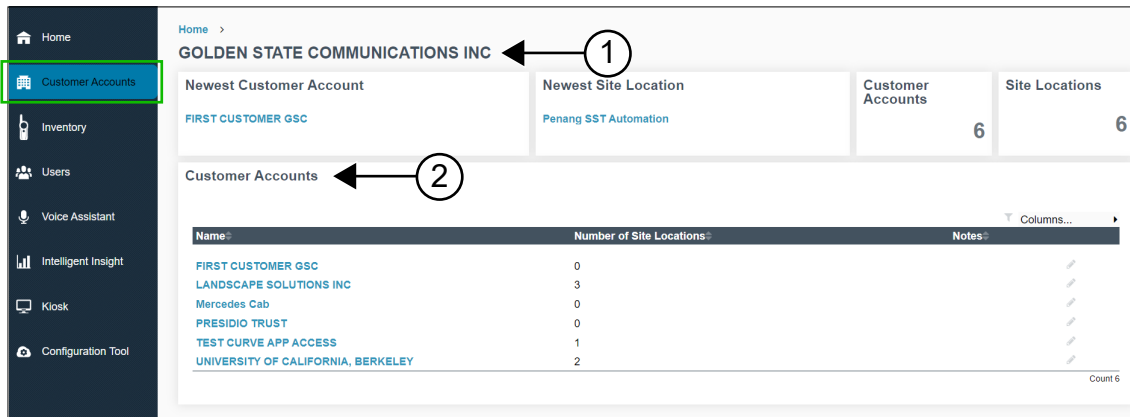 Home
Customer Accounts
Inventory
Users
Voice Assistant
Intelligent Insight
Kiosk
Configuration Tool
Home >
GOLDEN STATE COMMUNICATIONS INC
1
Newest Customer Account
FIRST CUSTOMER GSC
Newest Site Location
Penang SST Automation
Customer
Accounts
6
Site Locations
6
Customer Accounts
2
Columns...
Name Number of Site Locations Notes
FIRST CUSTOMER GSC 0
LANDSCAPE SOLUTIONS INC 3
Mercedes Cab 0
PRESIDIO TRUST 0
TEST CURVE APP ACCESS 1
UNIVERSITY OF CALIFORNIA, BERKELEY 2
Count 6